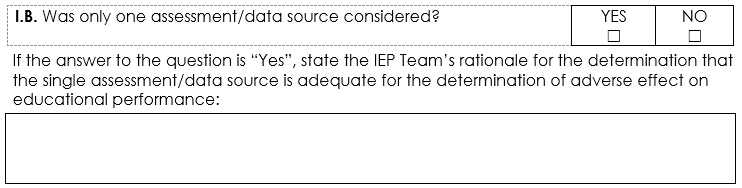 I.B. Was only one assessment/data source considered? YES NO
☐ ☐
If the answer to the question is “Yes”, state the IEP Team’s rationale for the determination that
the single assessment/data source is adequate for the determination of adverse effect on
educational performance: